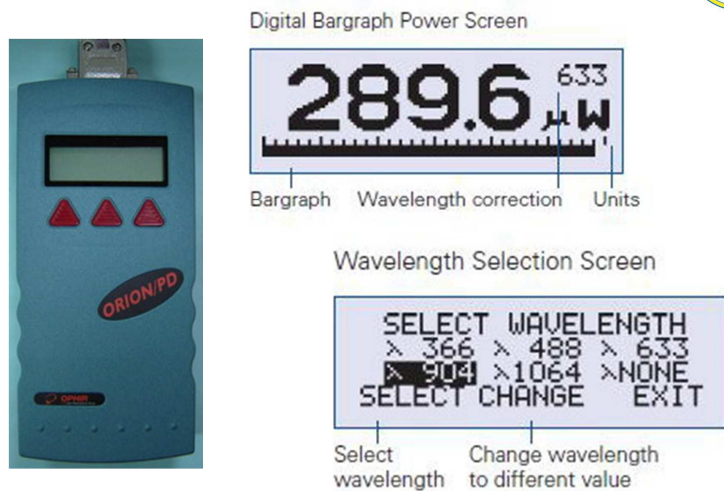 Digital Bargraph Power Screen
289.6 633
µW
Bargraph Wavelength correction Units
ORION/PD
OPHIR
Wavelength Selection Screen
SELECT WAVELENGTH
λ 366 λ 488 λ 633
λ 904 λ1064 λNONE
SELECT CHANGE EXIT
Select
wavelength
Change wavelength
to different value